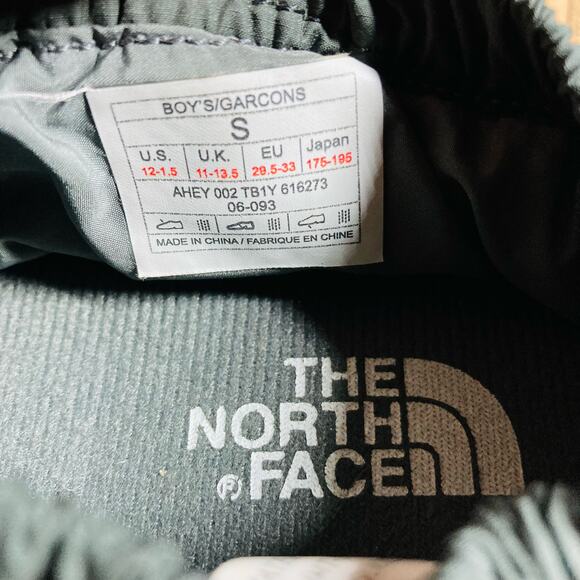 BOY'S/GARCONS
S
U.S. U.K. EU Japan
12-1.5 11-13.5 29.5-33 175-195
AHEY 002 TB1Y 616273
06-093
MADE IN CHINA / FABRIQUE EN CHINE
THE
NORTH
FACE